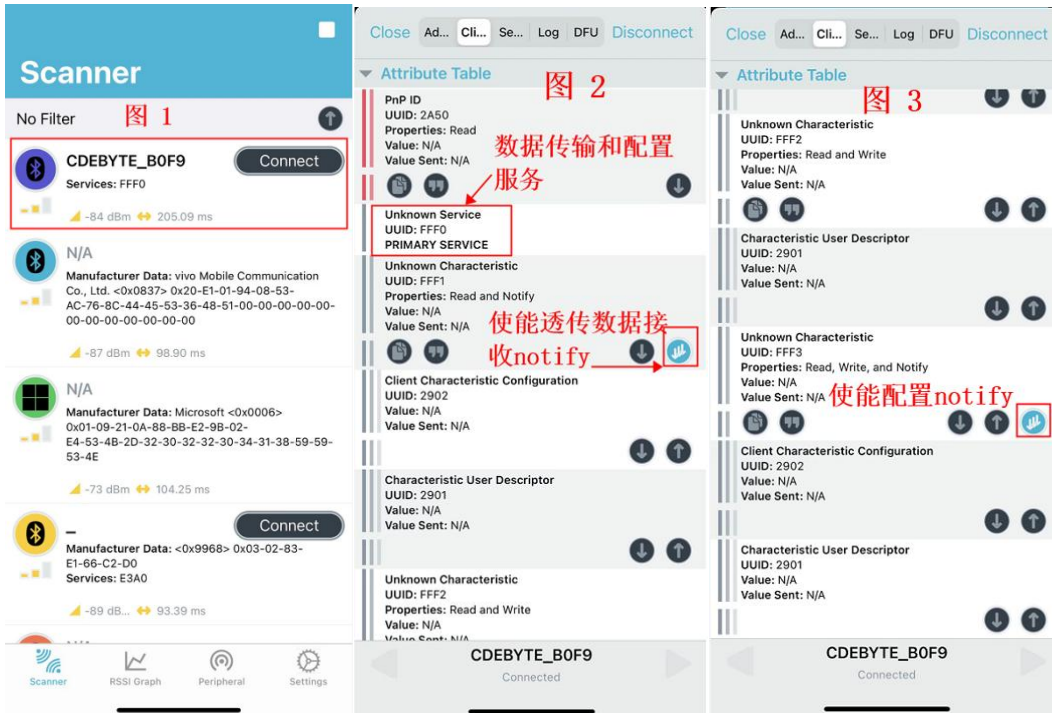 Scanner
No Filter
图 1
CDEBYTE_B0F9
Connect
Services: FFF0
-84 dBm
205.09 ms
N/A
Manufacturer Data: vivo Mobile Communication
Co., Ltd. <0x0837> 0x20-E1-01-94-08-53-
AC-76-8C-44-45-53-36-48-51-00-00-00-00-00-
00-00-00-00-00-00-00
-87 dBm
98.90 ms
N/A
Manufacturer Data: Microsoft <0x0006>
0x01-09-21-0A-88-BB-E2-9B-02-
E4-53-4B-2D-32-30-32-32-30-34-31-38-59-59-
53-4E
-73 dBm
104.25 ms
_
Connect
Manufacturer Data: <0x9968> 0x03-02-83-
E1-66-C2-D0
Services: E3A0
-89 dB...
93.39 ms
Scanner
RSSI Graph
Peripheral
Settings
Close
Ad...
Cli...
Se...
Log
DFU
Disconnect
Attribute Table
图 2
PnP ID
UUID: 2A50
Properties: Read
Value: N/A
Value Sent: N/A
数据传输和配置
服务
Unknown Service
UUID: FFF0
PRIMARY SERVICE
Unknown Characteristic
UUID: FFF1
Properties: Read and Notify
Value: N/A
Value Sent: N/A
使能透传数据接
收notify
Client Characteristic Configuration
UUID: 2902
Value: N/A
Value Sent: N/A
Characteristic User Descriptor
UUID: 2901
Value: N/A
Value Sent: N/A
Unknown Characteristic
UUID: FFF2
Properties: Read and Write
Value: N/A
Value Sent: N/A
CDEBYTE_B0F9
Connected
Close
Ad...
Cli...
Se...
Log
DFU
Disconnect
Attribute Table
图 3
Unknown Characteristic
UUID: FFF2
Properties: Read and Write
Value: N/A
Value Sent: N/A
Characteristic User Descriptor
UUID: 2901
Value: N/A
Value Sent: N/A
Unknown Characteristic
UUID: FFF3
Properties: Read, Write, and Notify
Value: N/A
Value Sent: N/A
使能配置notify
Client Characteristic Configuration
UUID: 2902
Value: N/A
Value Sent: N/A
Characteristic User Descriptor
UUID: 2901
Value: N/A
Value Sent: N/A
CDEBYTE_B0F9
Connected